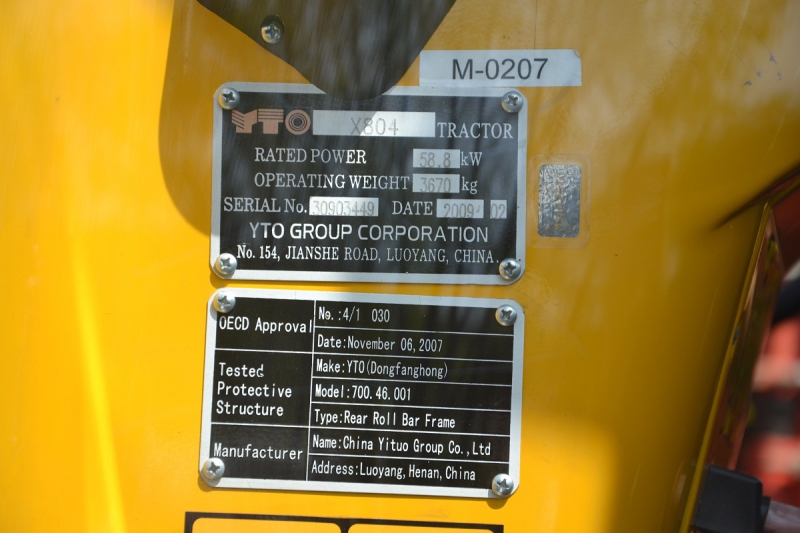 M-0207
YTO X804 TRACTOR
RATED POWER 58.8 kW
OPERATING WEIGHT 3670 kg
SERIAL No. 30903449 DATE 2009. 02
YTO GROUP CORPORATION
No. 154, JIANSHE ROAD, LUOYANG, CHINA.
OECD Approval
No.:4/1 030
Date:November 06,2007
Tested Protective Structure
Make:YTO(Dongfanghong)
Model:700.46.001
Type:Rear Roll Bar Frame
Manufacturer
Name:China Yituo Group Co.,Ltd
Address:Luoyang,Henan,China